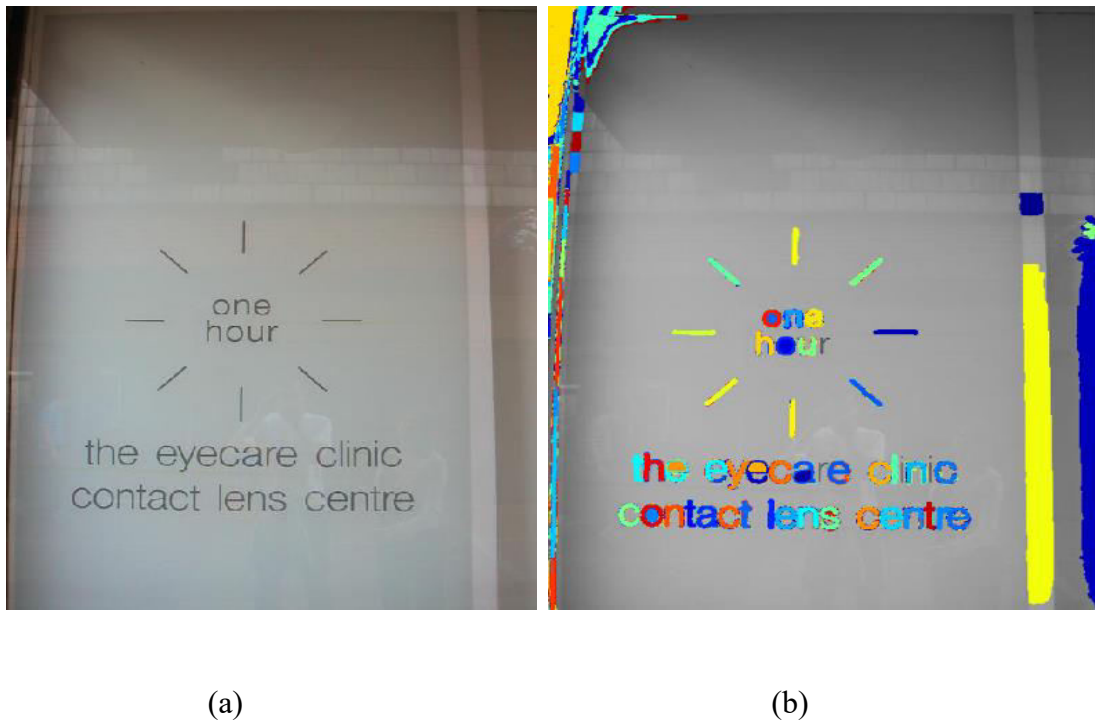 one
hour
the eyecare clinic
contact lens centre
one
hour
the eyecare clinic
contact lens centre
(a)
(b)